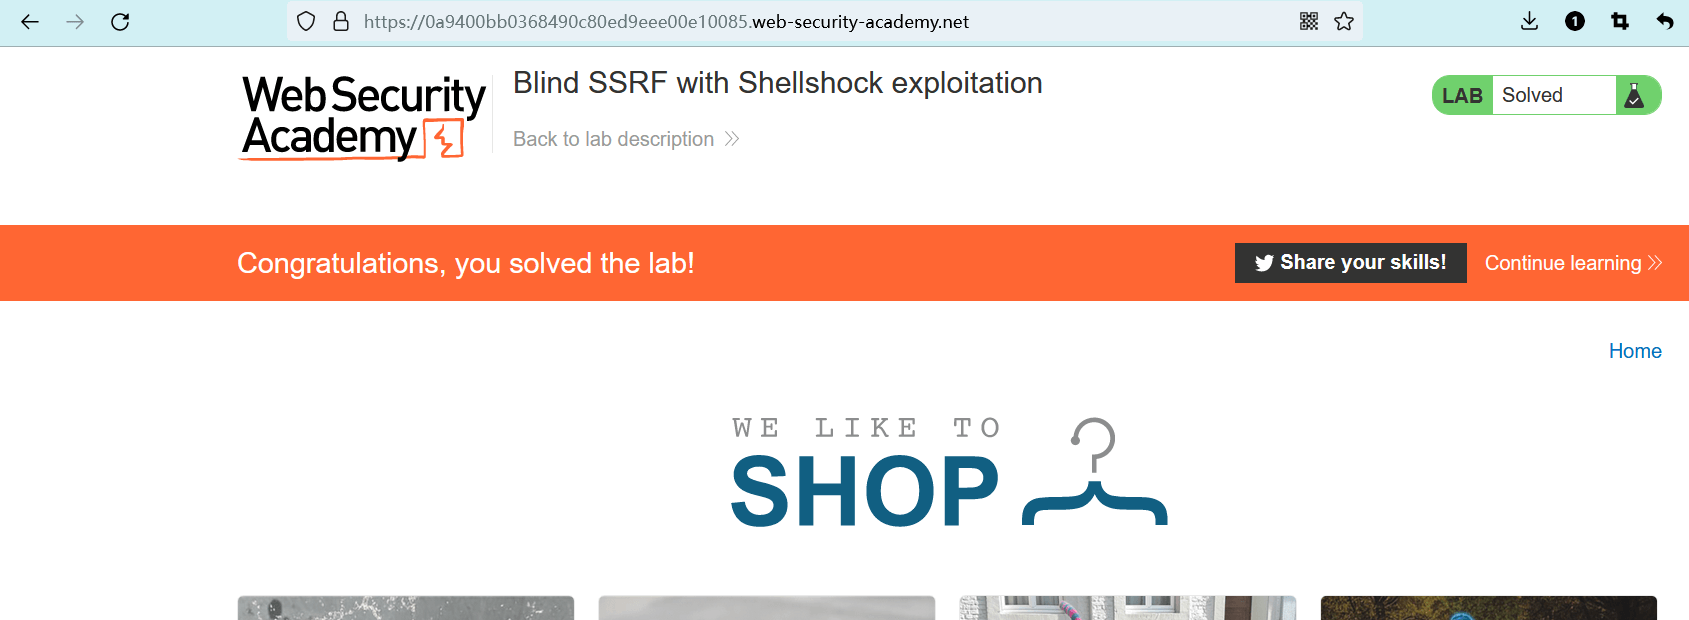 https://0a9400bb0368490c80ed9eee00e10085.web-security-academy.net
1
Web Security
Academy
Blind SSRF with Shellshock exploitation
Back to lab description
LAB Solved
Congratulations, you solved the lab!
Share your skills!
Continue learning
Home
WE LIKE TO
SHOP